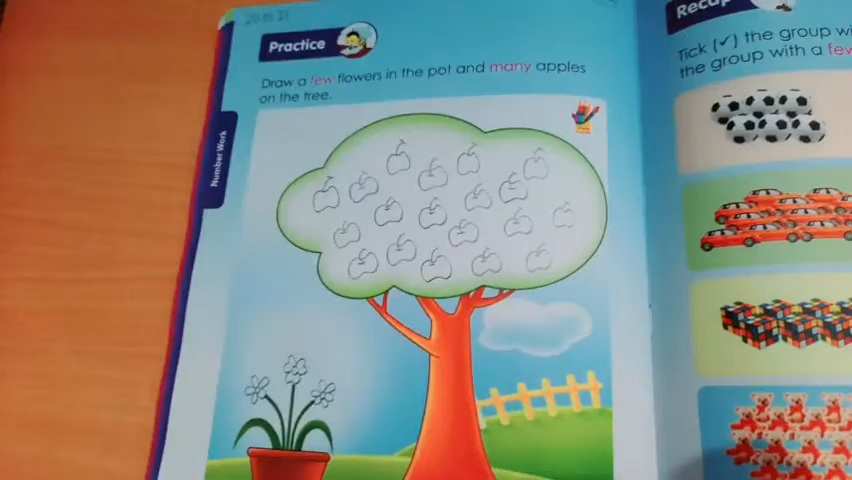 Practice
Draw a few flowers in the pot and many apples
on the tree.
Number Work
Recap
Tick (✓) the group wi
the group with a few